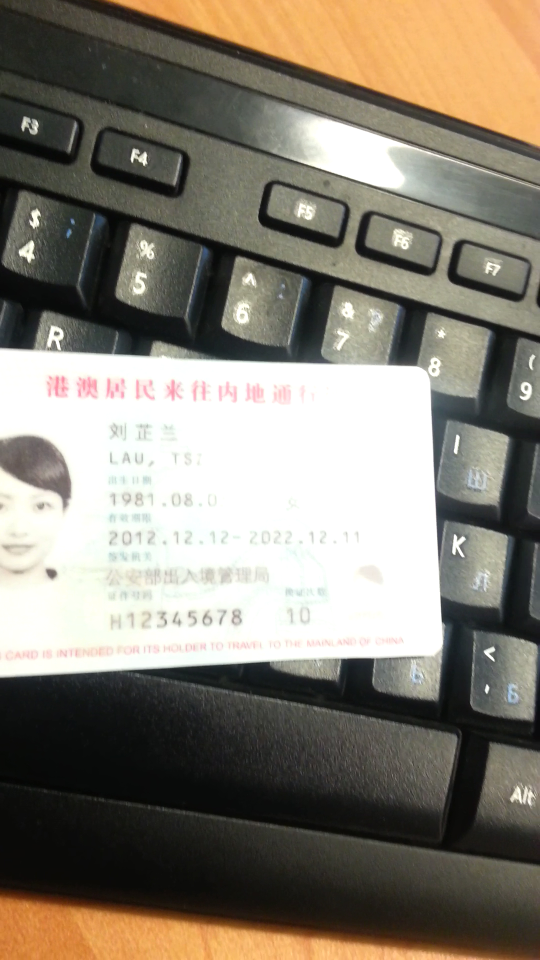 F3 F4 F5 F6 F7
$ 4 % 5 ^ 6 & 7 * 8 ( 9
R
港澳居民来往内地通行
刘芷兰
LAU, TS
出生日期
1981.08.0
有效期限
2012.12.12-2022.12.11
签发机关
公安部出入境管理局
证件号码 换证次数
H12345678 10
CARD IS INTENDED FOR ITS HOLDER TO TRAVEL TO THE MAINLAND OF CHINA
I
K
< ,
Alt